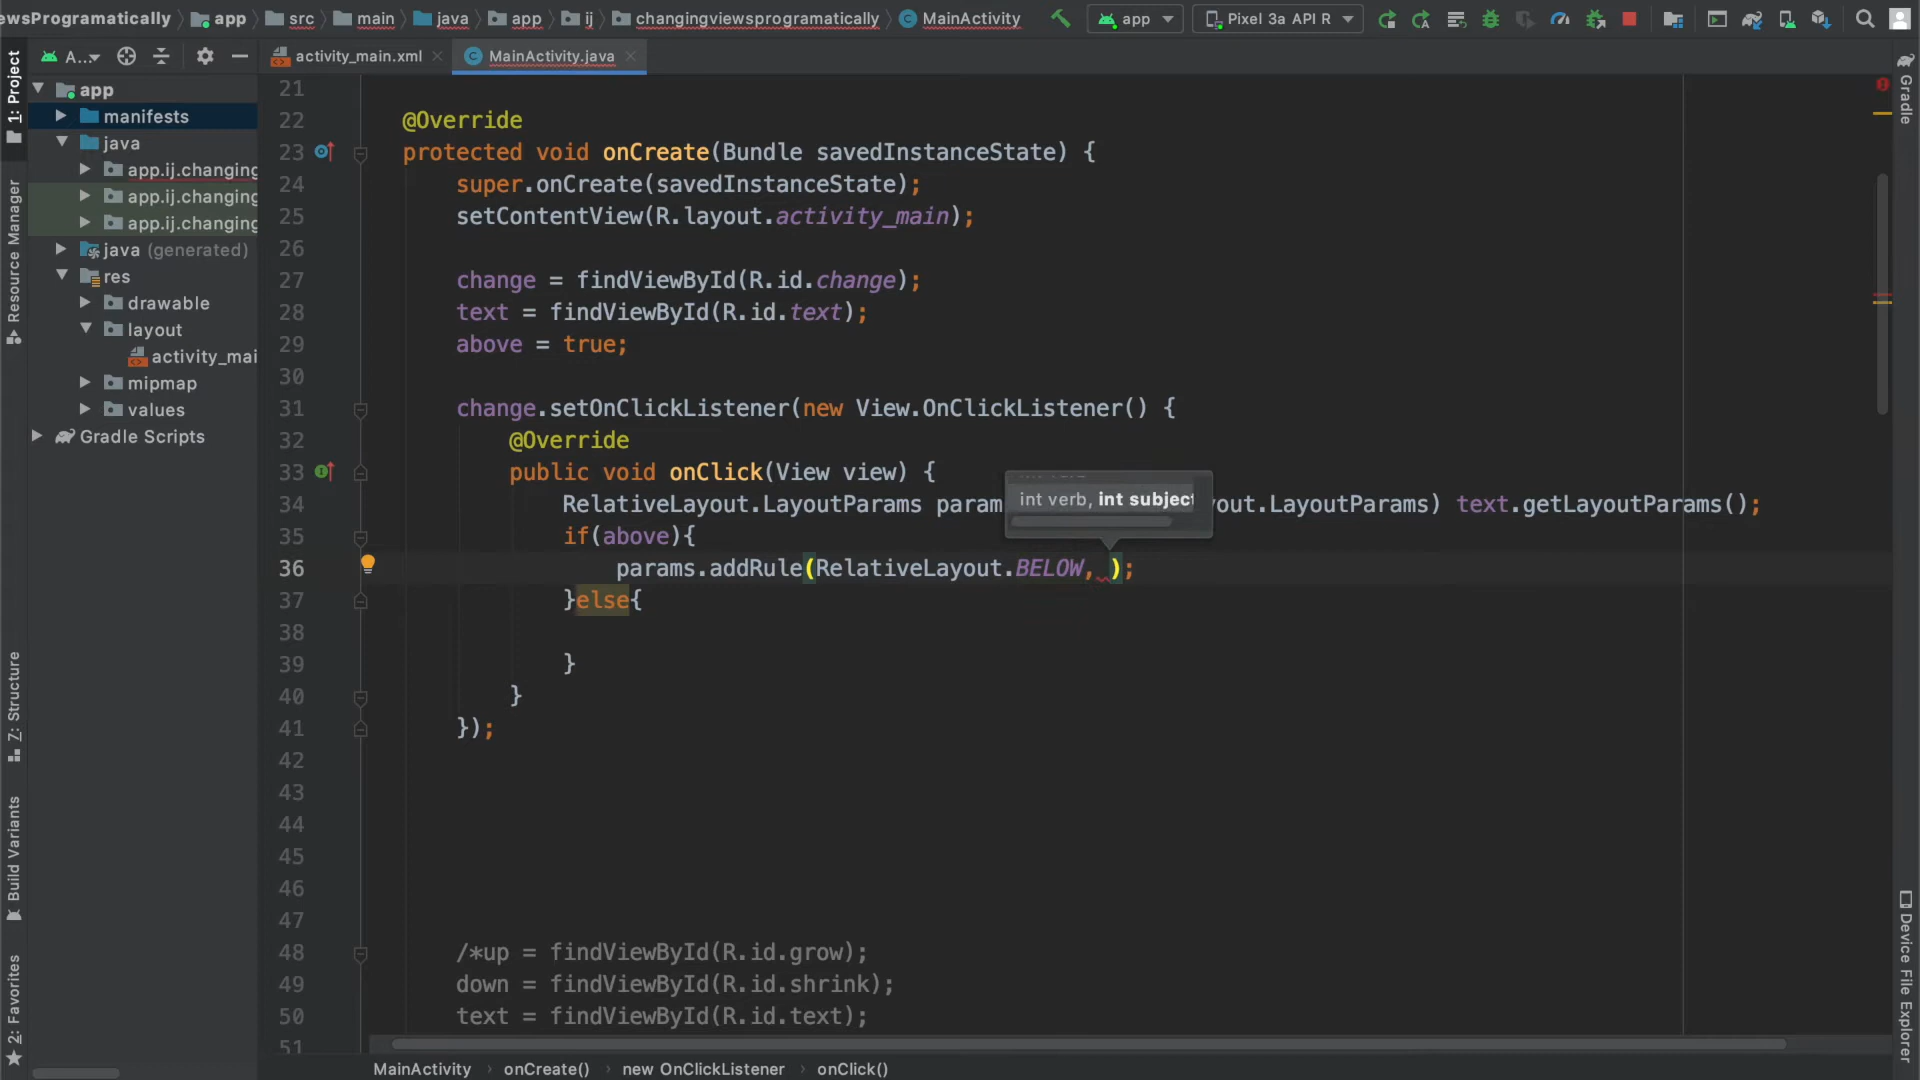 ewsProgramatically
app
src
main
java
app
ij
changingviewsprogramatically
MainActivity
app
Pixel 3a API R
1: Project
A...
activity_main.xml
MainActivity.java
Gradle
app
manifests
java
app.ij.changing
app.ij.changing
app.ij.changing
java (generated)
res
drawable
layout
activity_mai
mipmap
values
Gradle Scripts
Resource Manager
Z: Structure
Build Variants
2: Favorites
Device File Explorer
21
22 @Override
23 protected void onCreate(Bundle savedInstanceState) {
24 super.onCreate(savedInstanceState);
25 setContentView(R.layout.activity_main);
26
27 change = findViewById(R.id.change);
28 text = findViewById(R.id.text);
29 above = true;
30
31 change.setOnClickListener(new View.OnClickListener() {
32 @Override
33 public void onClick(View view) {
int verb, int subject
34 RelativeLayout.LayoutParams param yout.LayoutParams) text.getLayoutParams();
35 if(above){
36 params.addRule(RelativeLayout.BELOW, );
37 }else{
38
39 }
40 }
41 });
42
43
44
45
46
47
48 /*up = findViewById(R.id.grow);
49 down = findViewById(R.id.shrink);
50 text = findViewById(R.id.text);
51
MainActivity › onCreate() › new OnClickListener › onClick()